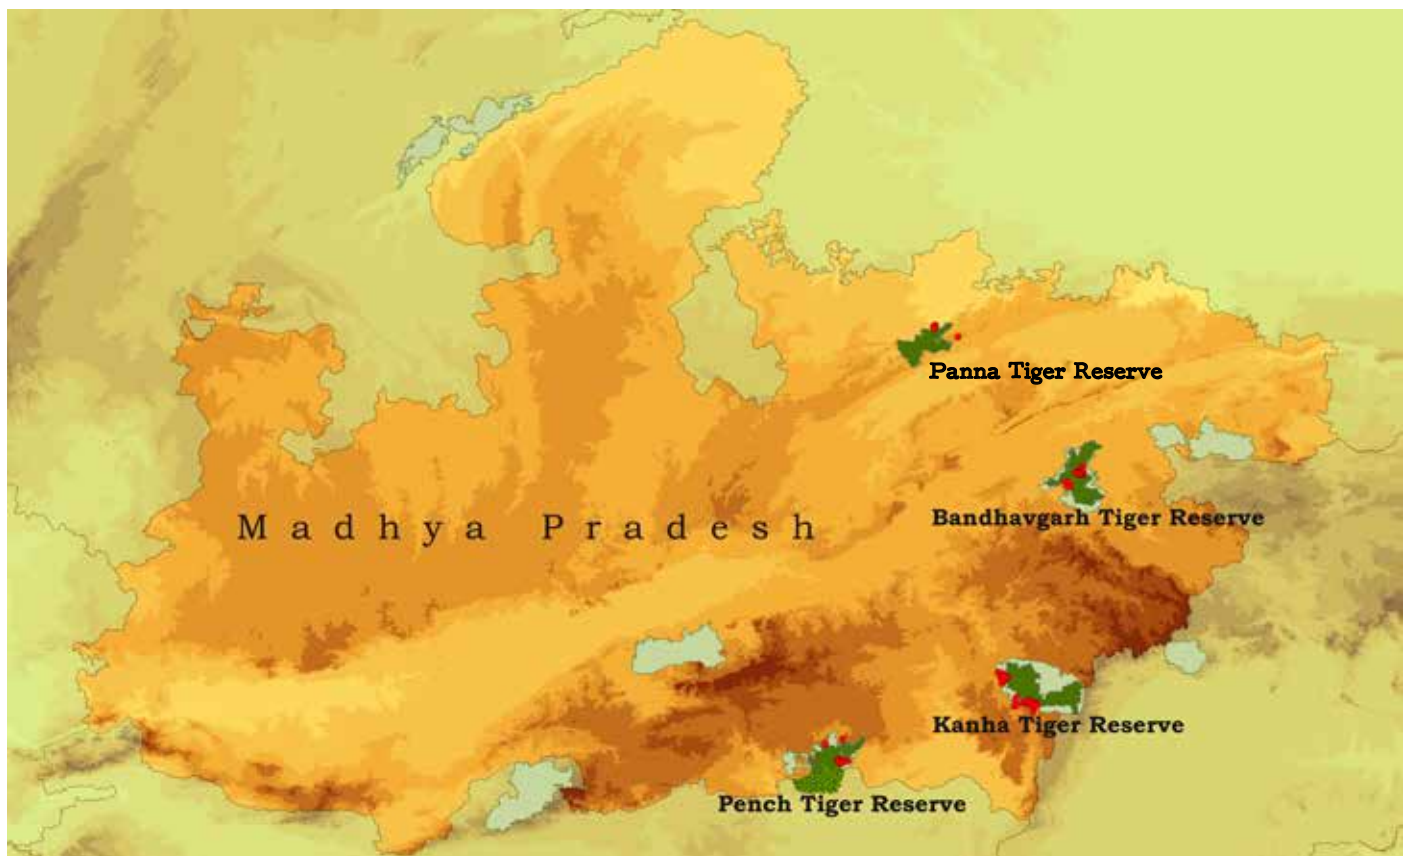 Panna Tiger Reserve
Madhya Pradesh
Bandhavgarh Tiger Reserve
Kanha Tiger Reserve
Pench Tiger Reserve